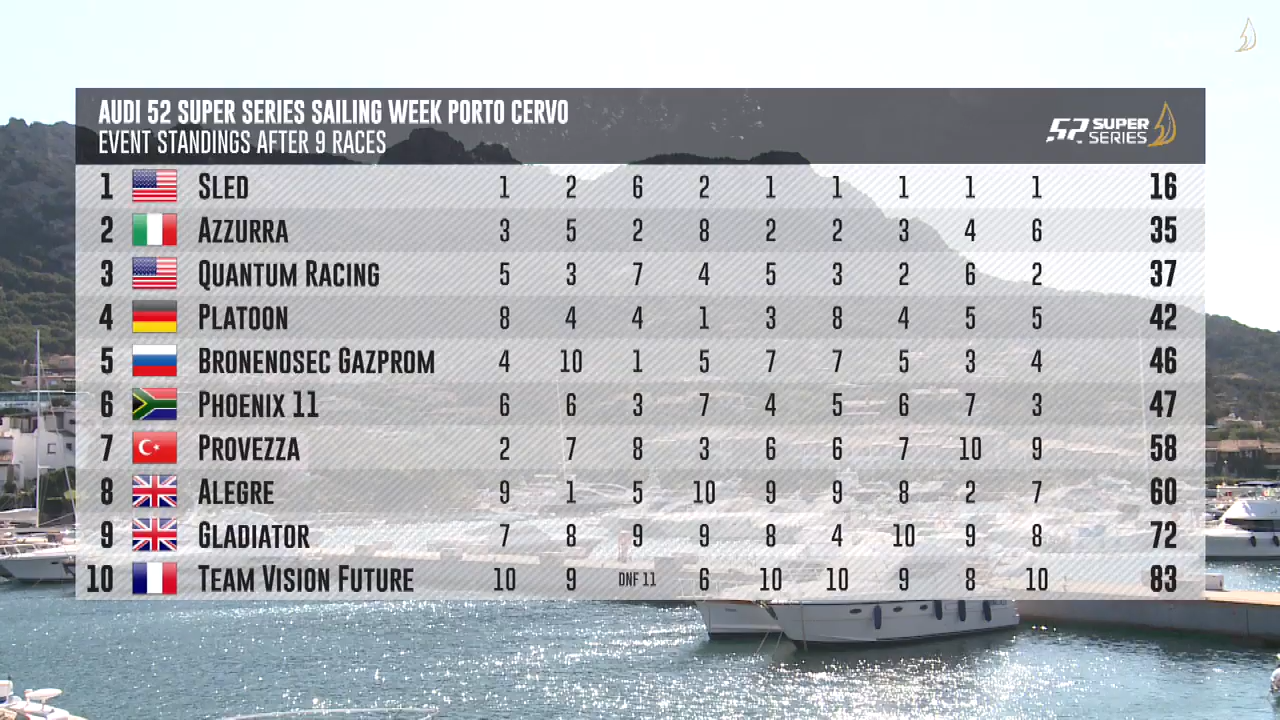 AUDI 52 SUPER SERIES SAILING WEEK PORTO CERVO
EVENT STANDINGS AFTER 9 RACES
52 SUPER SERIES
1 SLED 1 2 6 2 1 1 1 1 1 16
2 AZZURRA 3 5 2 8 2 2 3 4 6 35
3 QUANTUM RACING 5 3 7 4 5 3 2 6 2 37
4 PLATOON 8 4 4 1 3 8 4 5 5 42
5 BRONENOSEC GAZPROM 4 10 1 5 7 7 5 3 4 46
6 PHOENIX 11 6 6 3 7 4 5 6 7 3 47
7 PROVEZZA 2 7 8 3 6 6 7 10 9 58
8 ALEGRE 9 1 5 10 9 9 8 2 7 60
9 GLADIATOR 7 8 9 9 8 4 10 9 8 72
10 TEAM VISION FUTURE 10 9 DNF 11 6 10 10 9 8 10 83